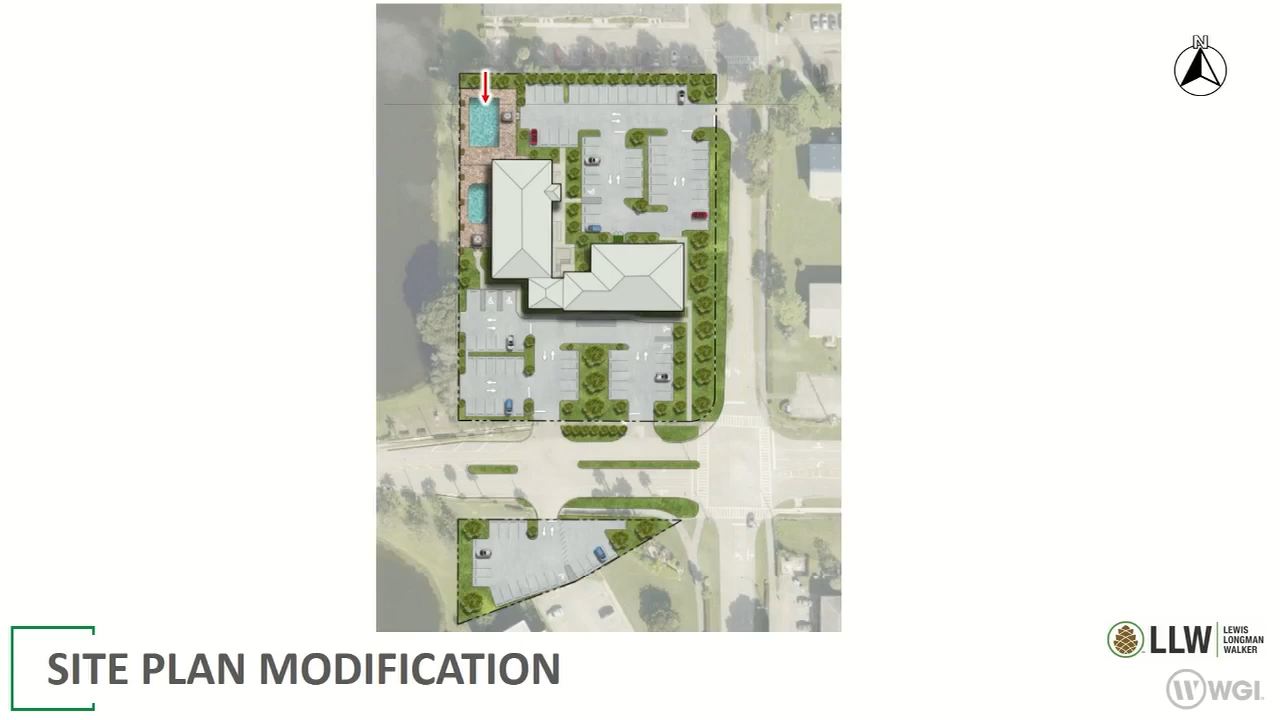 N
SITE PLAN MODIFICATION
LLW
LEWIS
LONGMAN
WALKER
WGI